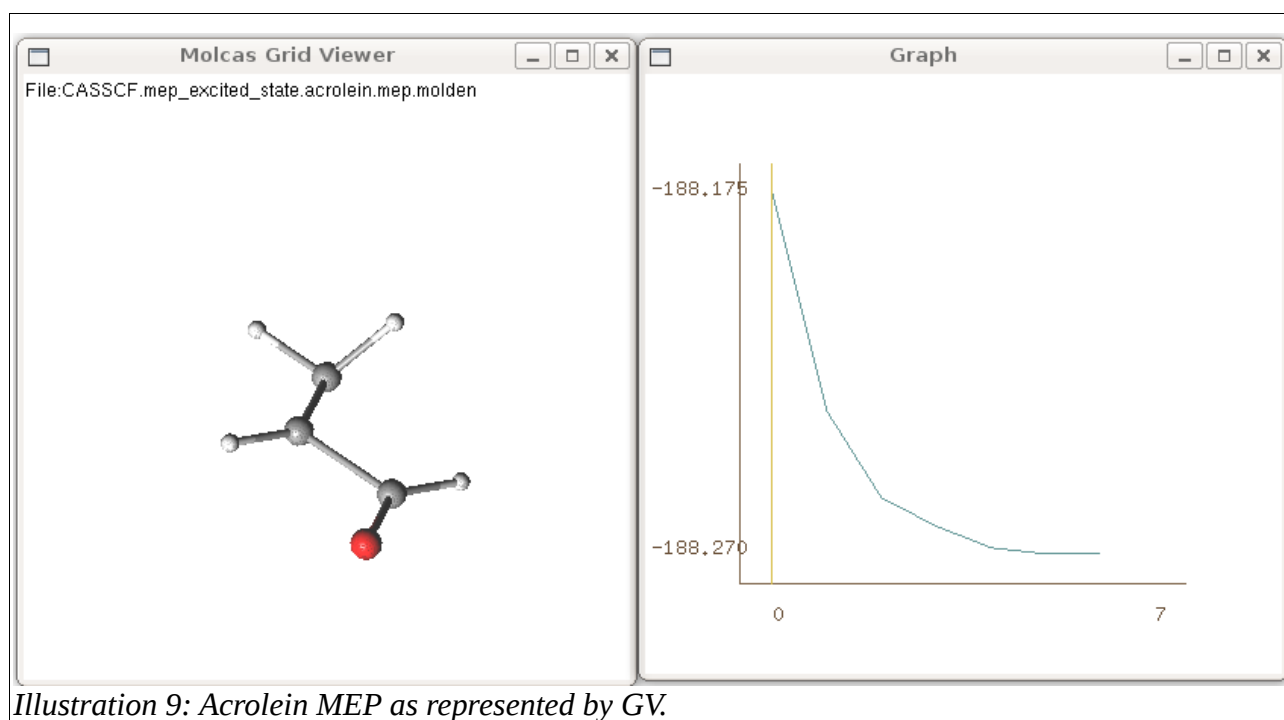 Molcas Grid Viewer
File:CASSCF.mep_excited_state.acrolein.mep.molden
Graph
-188.175
-188.270
0
7
Illustration 9: Acrolein MEP as represented by GV.